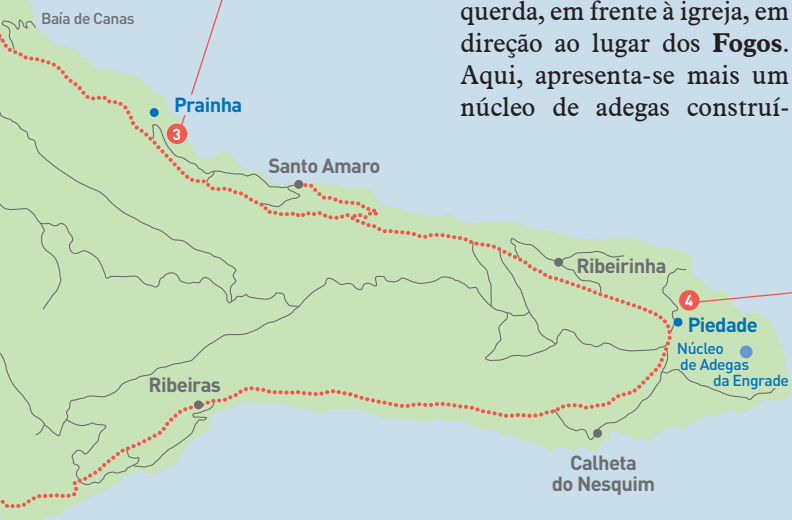 querda, em frente à igreja, em
direção ao lugar dos Fogos.
Aqui, apresenta-se mais um
núcleo de adegas construí-
Baía de Canas
Prainha
3
Santo Amaro
Ribeirinha
4
Piedade
Núcleo
de Adegas
da Engrade
Ribeiras
Calheta
do Nesquim